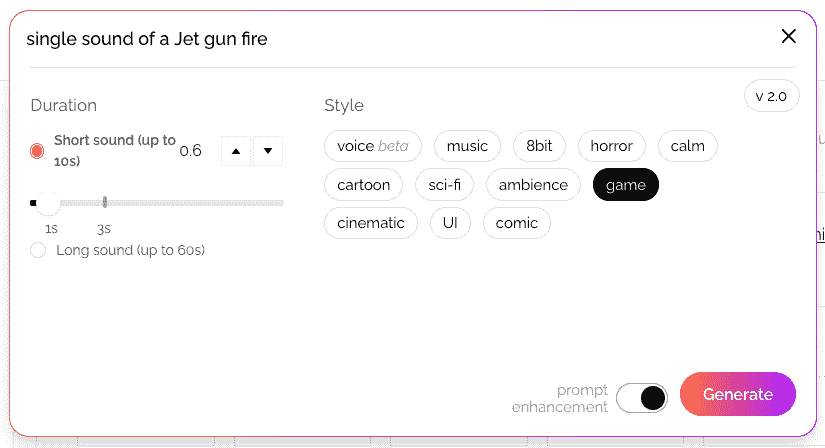 single sound of a Jet gun fire
v 2.0
Duration
Style
Short sound (up to
10s)
0.6
voice beta
music
8bit
horror
calm
cartoon
sci-fi
ambience
game
cinematic
UI
comic
1s
3s
Long sound (up to 60s)
prompt
enhancement
Generate